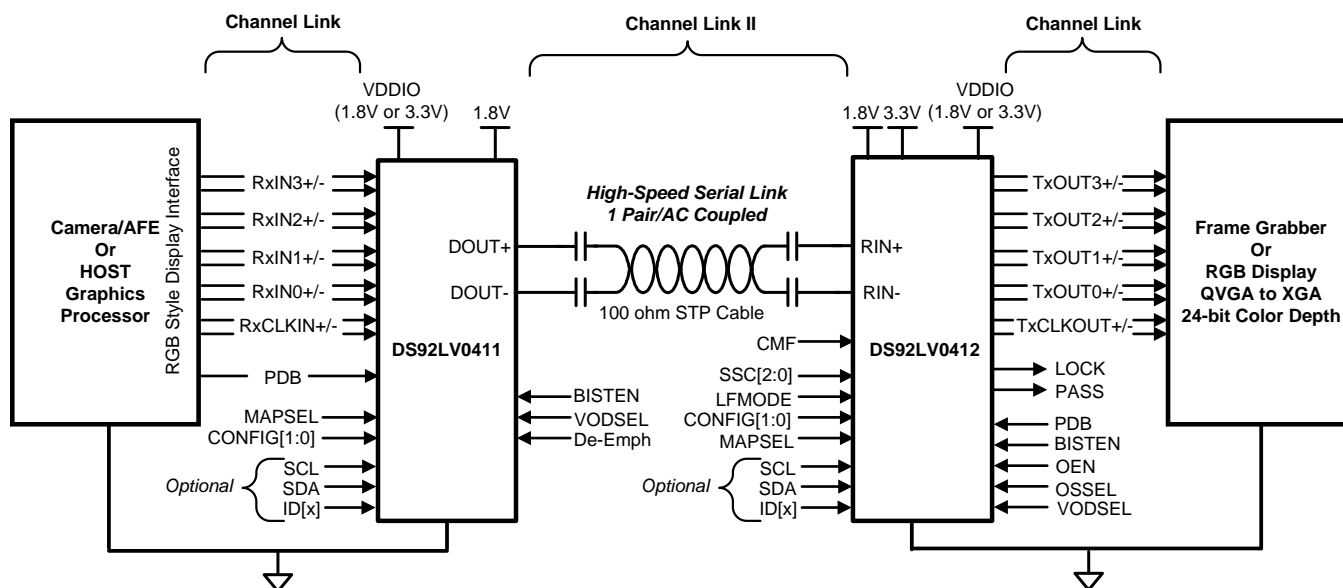 Channel Link
Channel Link II
Channel Link
VDDIO
(1.8V or 3.3V)
1.8V
1.8V
3.3V
VDDIO
(1.8V or 3.3V)
Camera/AFE
Or
HOST
Graphics
Processor
RGB Style Display Interface
RxIN3+/-
RxIN2+/-
RxIN1+/-
RxIN0+/-
RxCLKIN+/-
PDB
MAPSEL
CONFIG[1:0]
Optional
SCL
SDA
ID[x]
DS92LV0411
DOUT+
DOUT-
BISTEN
VODSEL
De-Emph
High-Speed Serial Link
1 Pair/AC Coupled
100 ohm STP Cable
CMF
SSC[2:0]
LFMODE
CONFIG[1:0]
MAPSEL
Optional
SCL
SDA
ID[x]
RIN+
RIN-
DS92LV0412
TxOUT3+/-
TxOUT2+/-
TxOUT1+/-
TxOUT0+/-
TxCLKOUT+/-
LOCK
PASS
PDB
BISTEN
OEN
OSSEL
VODSEL
Frame Grabber
Or
RGB Display
QVGA to XGA
24-bit Color Depth